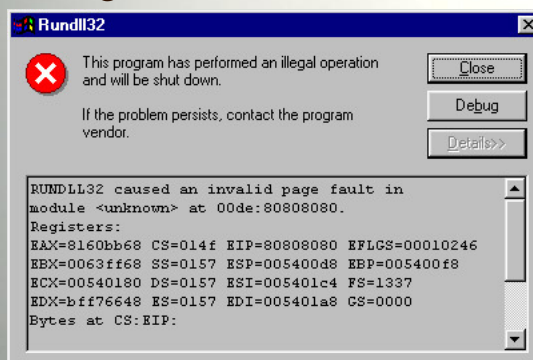 Rundll32
This program has performed an illegal operation
and will be shut down.
If the problem persists, contact the program
vendor.
Close
Debug
Details>>
RUNDLL32 caused an invalid page fault in
module <unknown> at 00de:80808080.
Registers:
EAX=8160bb68 CS=014f EIP=80808080 EFLGS=00010246
EBX=0063ff68 SS=0157 ESP=005400d8 EBP=005400f8
ECX=00540180 DS=0157 ESI=005401c4 FS=1337
EDX=bff76648 ES=0157 EDI=005401a8 GS=0000
Bytes at CS:EIP: